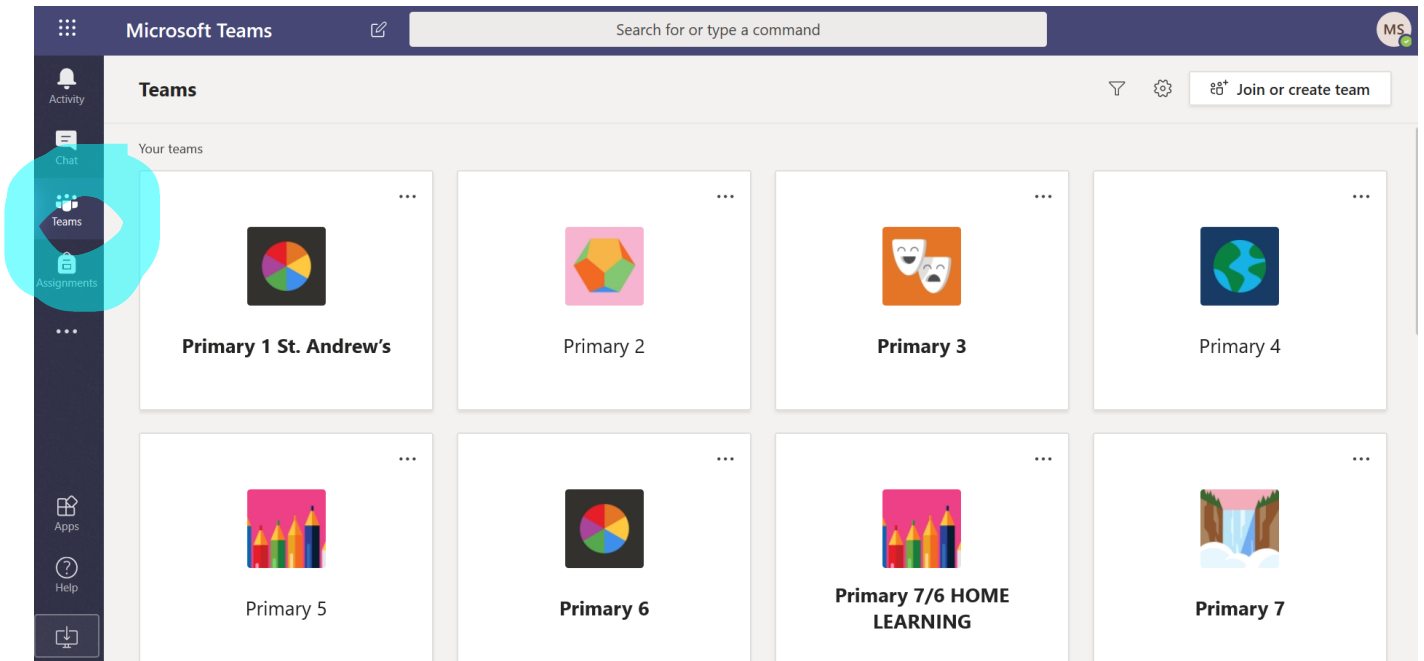 Microsoft Teams
Search for or type a command
MS
Activity
Chat
Teams
Assignments
Apps
Help
Teams
Join or create team
Your teams
Primary 1 St. Andrew’s
Primary 2
Primary 3
Primary 4
Primary 5
Primary 6
Primary 7/6 HOME
LEARNING
Primary 7